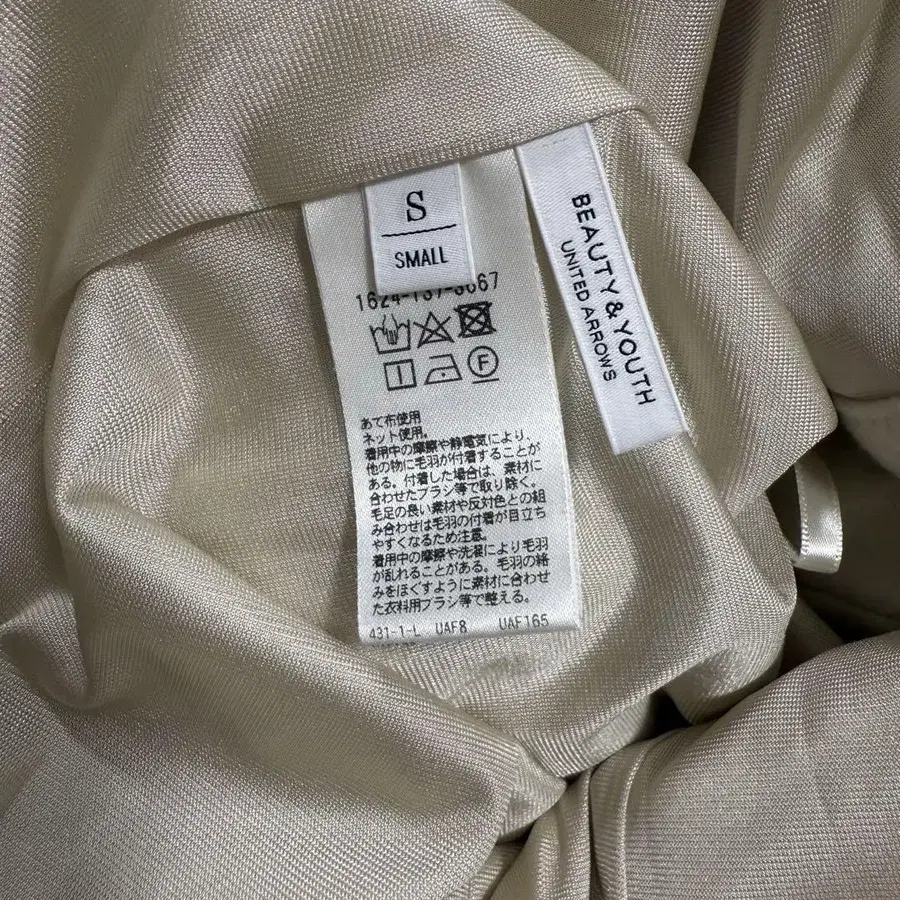 S
SMALL
BEAUTY & YOUTH
UNITED ARROWS
1624-137-3667
F
あて布使用
ネット使用。
着用中の摩擦や静電気により、
他の物に毛羽が付着することが
ある。付着した場合は、素材に
合わせたブラシ等で取り除く。
毛足の長い素材や反対色との組
み合わせは毛羽の付着が目立ち
やすくなるため注意。
着用中の摩擦や洗濯により毛羽
が乱れることがある。毛羽の絡
みをほぐすように素材に合わせ
た衣料用ブラシ等で整える。
431-1-L UAF8 UAF165